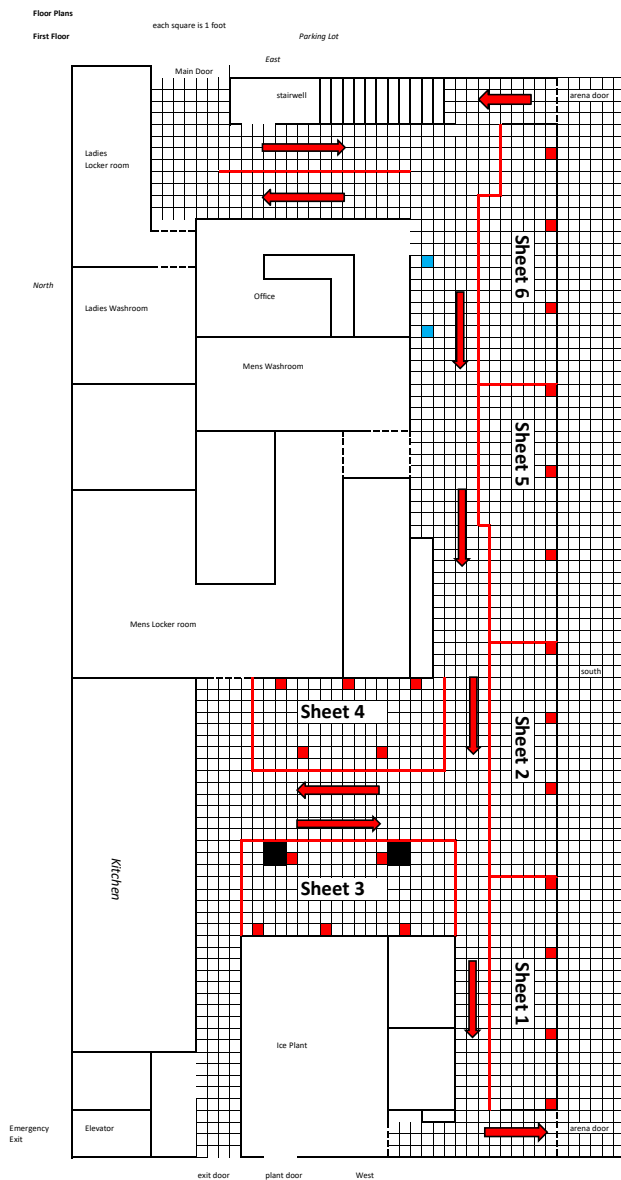 Floor Plans
each square is 1 foot
First Floor
Parking Lot
East
Main Door
stairwell
arena door
Ladies
Locker room
Sheet 6
North
Office
Ladies Washroom
Mens Washroom
Sheet 5
Mens Locker room
south
Sheet 4
Sheet 2
Kitchen
Sheet 3
Sheet 1
Ice Plant
Emergency
Exit
Elevator
arena door
exit door
plant door
West